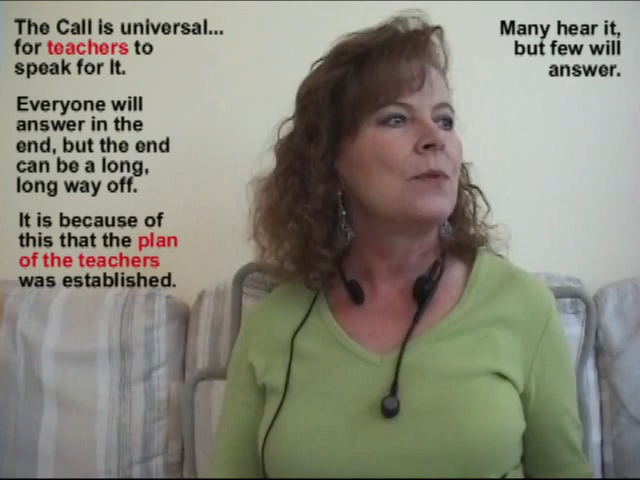 The Call is universal...
for teachers to
speak for It.
Everyone will
answer in the
end, but the end
can be a long,
long way off.
It is because of
this that the plan
of the teachers
was established.
Many hear it,
but few will
answer.